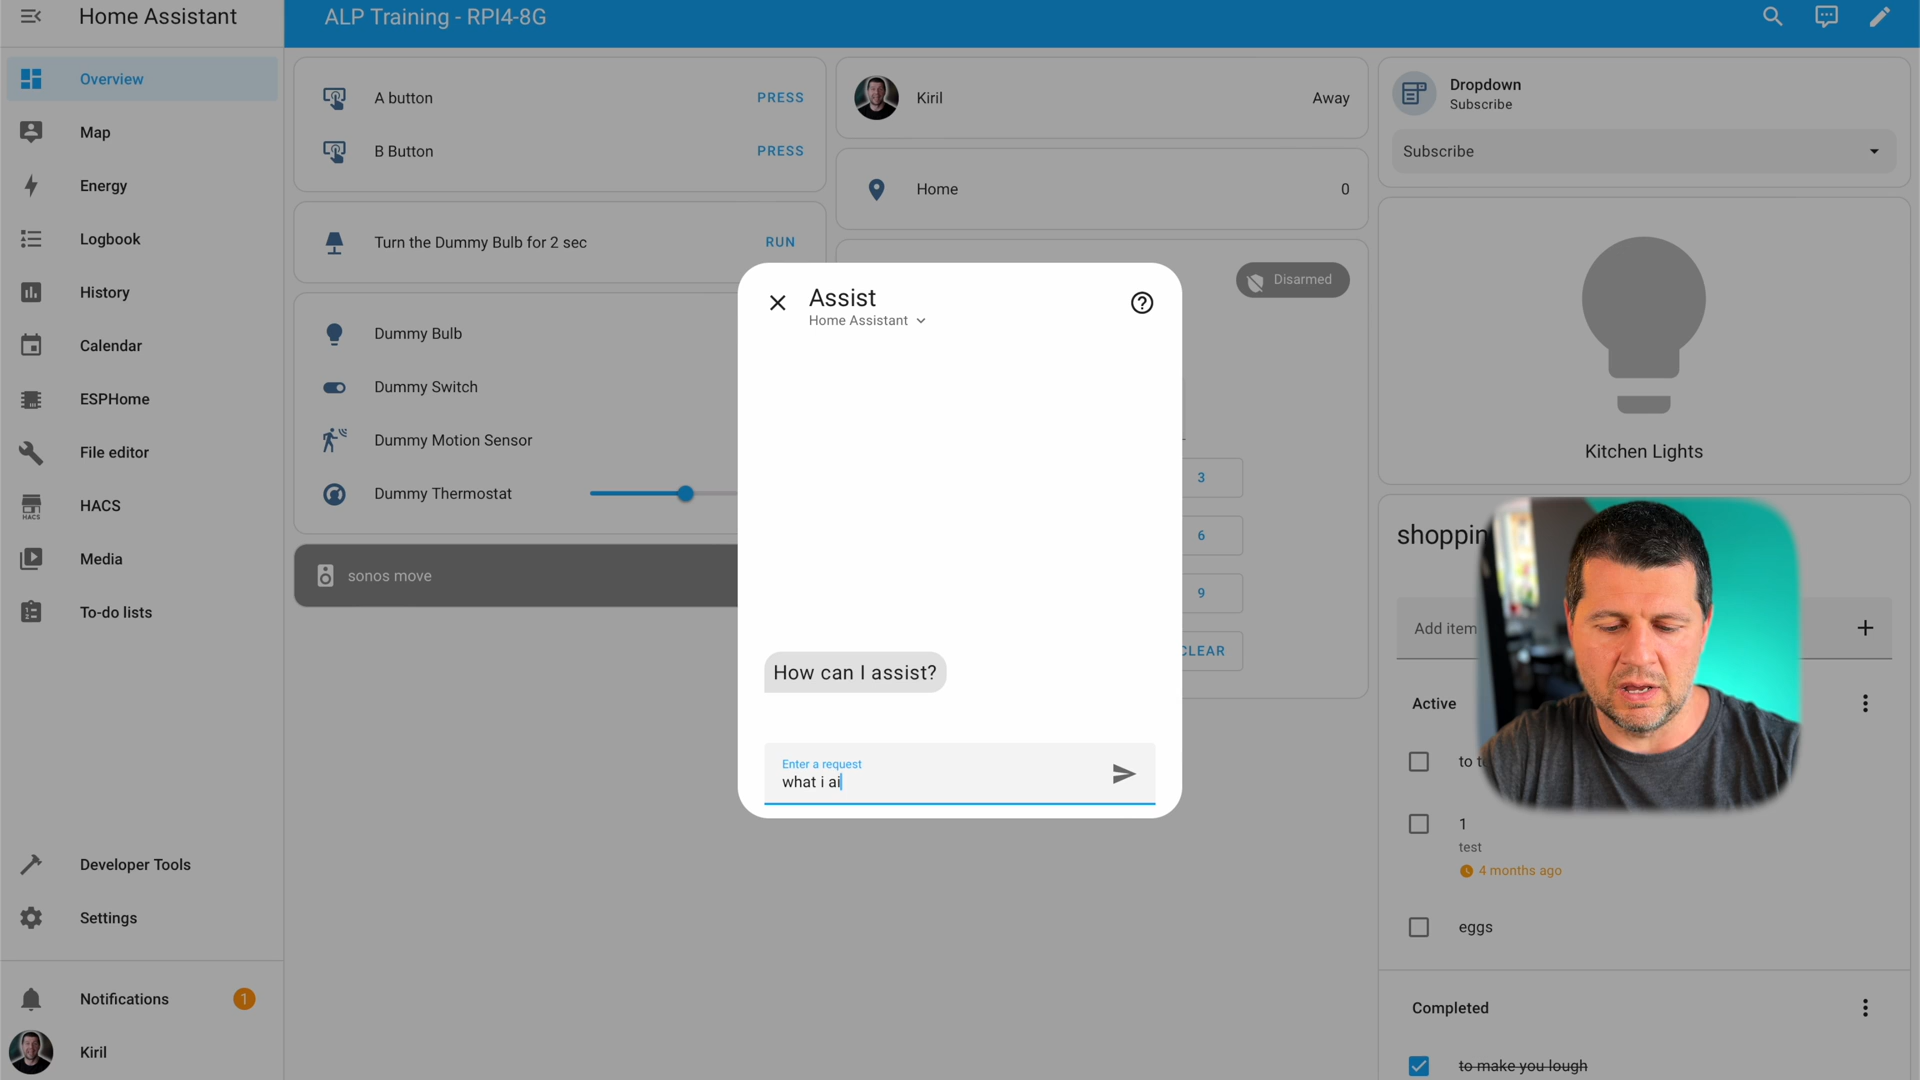 Home Assistant
ALP Training - RPI4-8G
Overview
Map
Energy
Logbook
History
Calendar
ESPHome
File editor
HACS
HACS
Media
To-do lists
Developer Tools
Settings
Notifications
1
Kiril
A button
PRESS
B Button
PRESS
Turn the Dummy Bulb for 2 sec
RUN
Dummy Bulb
Dummy Switch
Dummy Motion Sensor
Dummy Thermostat
sonos move
Kiril
Away
Home
0
Disarmed
3
6
9
CLEAR
Assist
Home Assistant
How can I assist?
Enter a request
what i ai
Dropdown
Subscribe
Subscribe
Kitchen Lights
Add item
Active
to
1
test
4 months ago
eggs
Completed
to make you lough